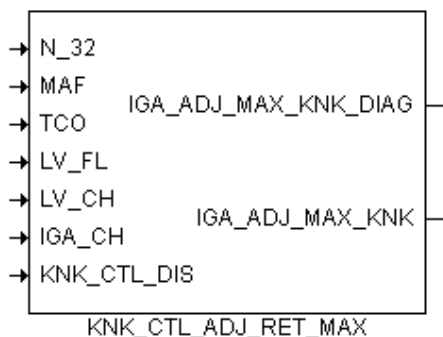 N_32
MAF
IGA_ADJ_MAX_KNK_DIAG
TCO
LV_FL
LV_CH
IGA_ADJ_MAX_KNK
IGA_CH
KNK_CTL_DIS
KNK_CTL_ADJ_RET_MAX